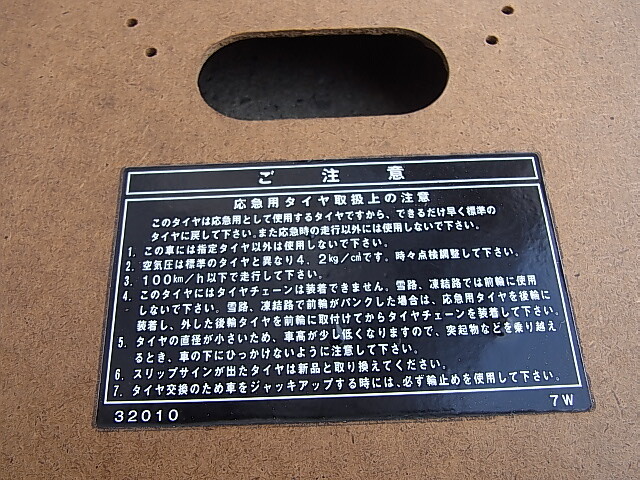 ご注意
応急用タイヤ取扱上の注意
このタイヤは応急用として使用するタイヤですから、できるだけ早く標準の
タイヤに戻して下さい。また応急時の走行以外には使用しないで下さい。
1. この車には指定タイヤ以外は使用しないで下さい。
2. 空気圧は標準のタイヤと異なり4.2kg/c㎡です。時々点検調整して下さい。
3. 100km/h以下で走行して下さい。
4. このタイヤにはタイヤチェーンは装着できません。雪路、凍結路では前輪に使用
しないで下さい。雪路、凍結路で前輪がパンクした場合は、応急用タイヤを後輪に
装着し、外した後輪タイヤを前輪に取付けてからタイヤチェーンを装着して下さい。
5. タイヤの直径が小さいため、車高が少し低くなりますので、突起物などを乗り越え
るとき、車の下にひっかけないように注意して下さい。
6. スリップサインが出たタイヤは新品と取り換えてください。
7. タイヤ交換のため車をジャッキアップする時には、必ず輪止めを使用して下さい。
32010
7W